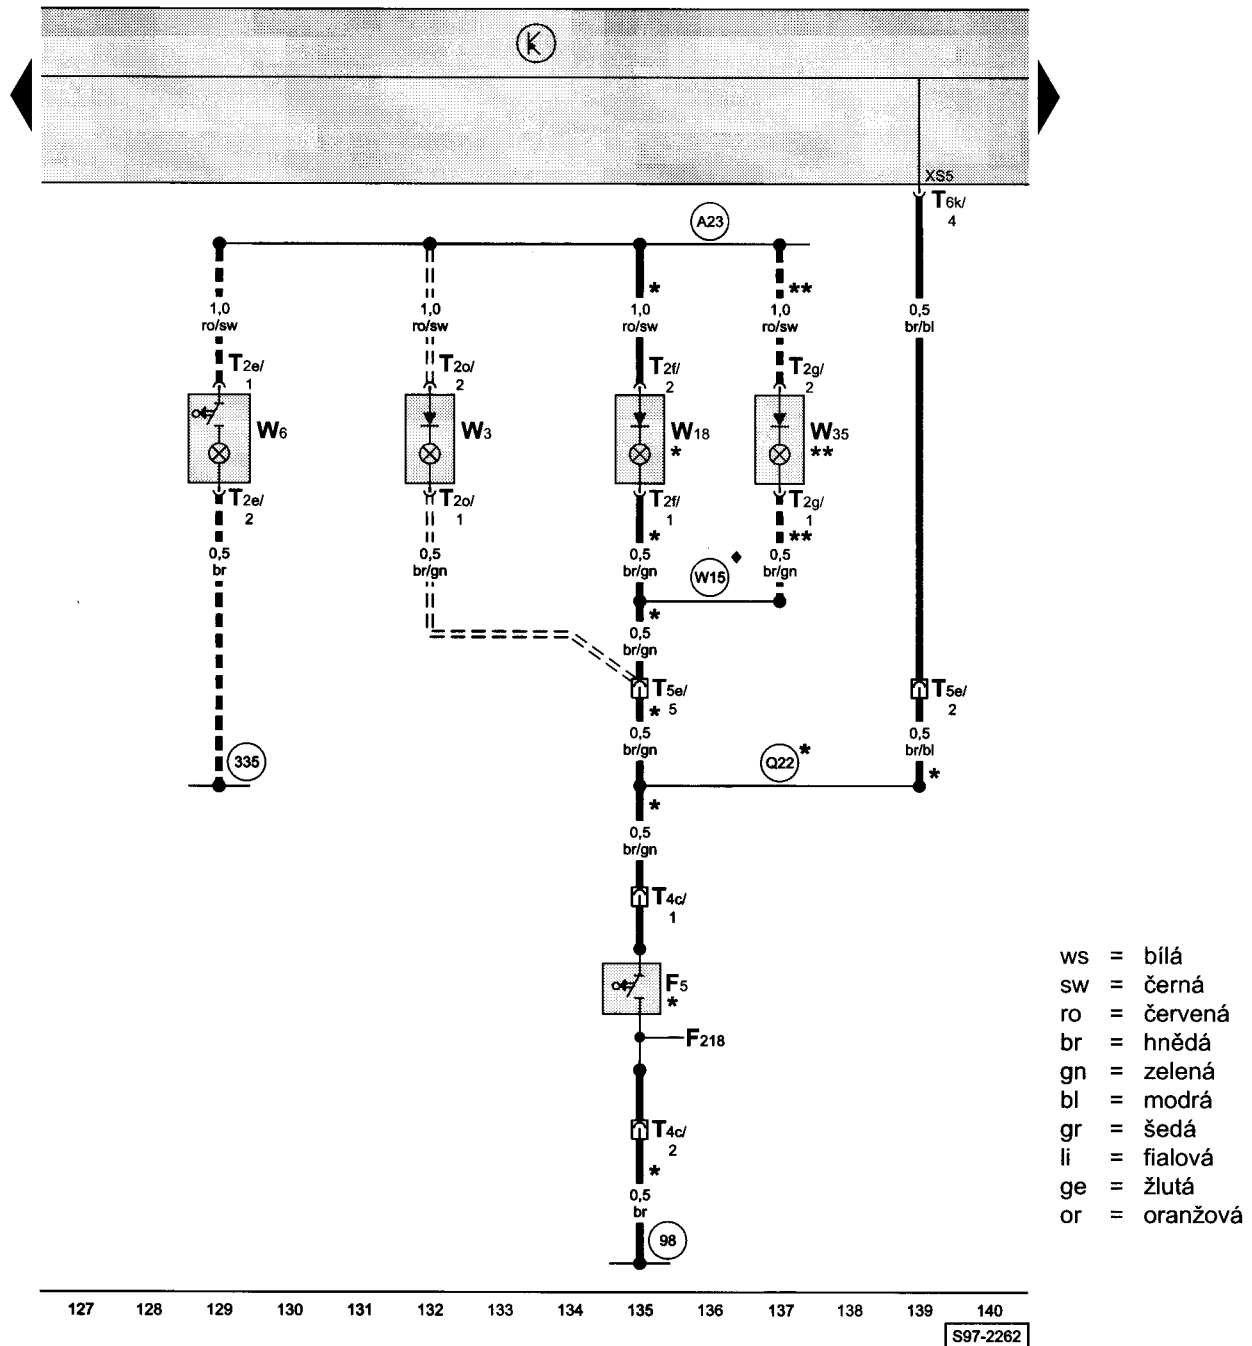 XS5
T6k/
4
A23
*
**
1,0
ro/sw
1,0
ro/sw
1,0
ro/sw
1,0
ro/sw
0,5
br/bl
T2e/
1
T2o/
2
T2f/
2
T2g/
2
W6
W3
W18
*
W35
**
T2e/
2
T2o/
1
T2f/
1
*
T2g/
1
**
0,5
br
0,5
br/gn
0,5
br/gn
W15
0,5
br/gn
*
0,5
br/gn
T5e/
5
*
T5e/
2
0,5
br/gn
0,5
br/bl
335
Q22
*
*
*
0,5
br/gn
T4c/
1
F5
*
F218
T4c/
2
*
0,5
br
98
ws = bílá
sw = černá
ro = červená
br = hnědá
gn = zelená
bl = modrá
gr = šedá
li = fialová
ge = žlutá
or = oranžová
127 128 129 130 131 132 133 134 135 136 137 138 139 140
S97-2262